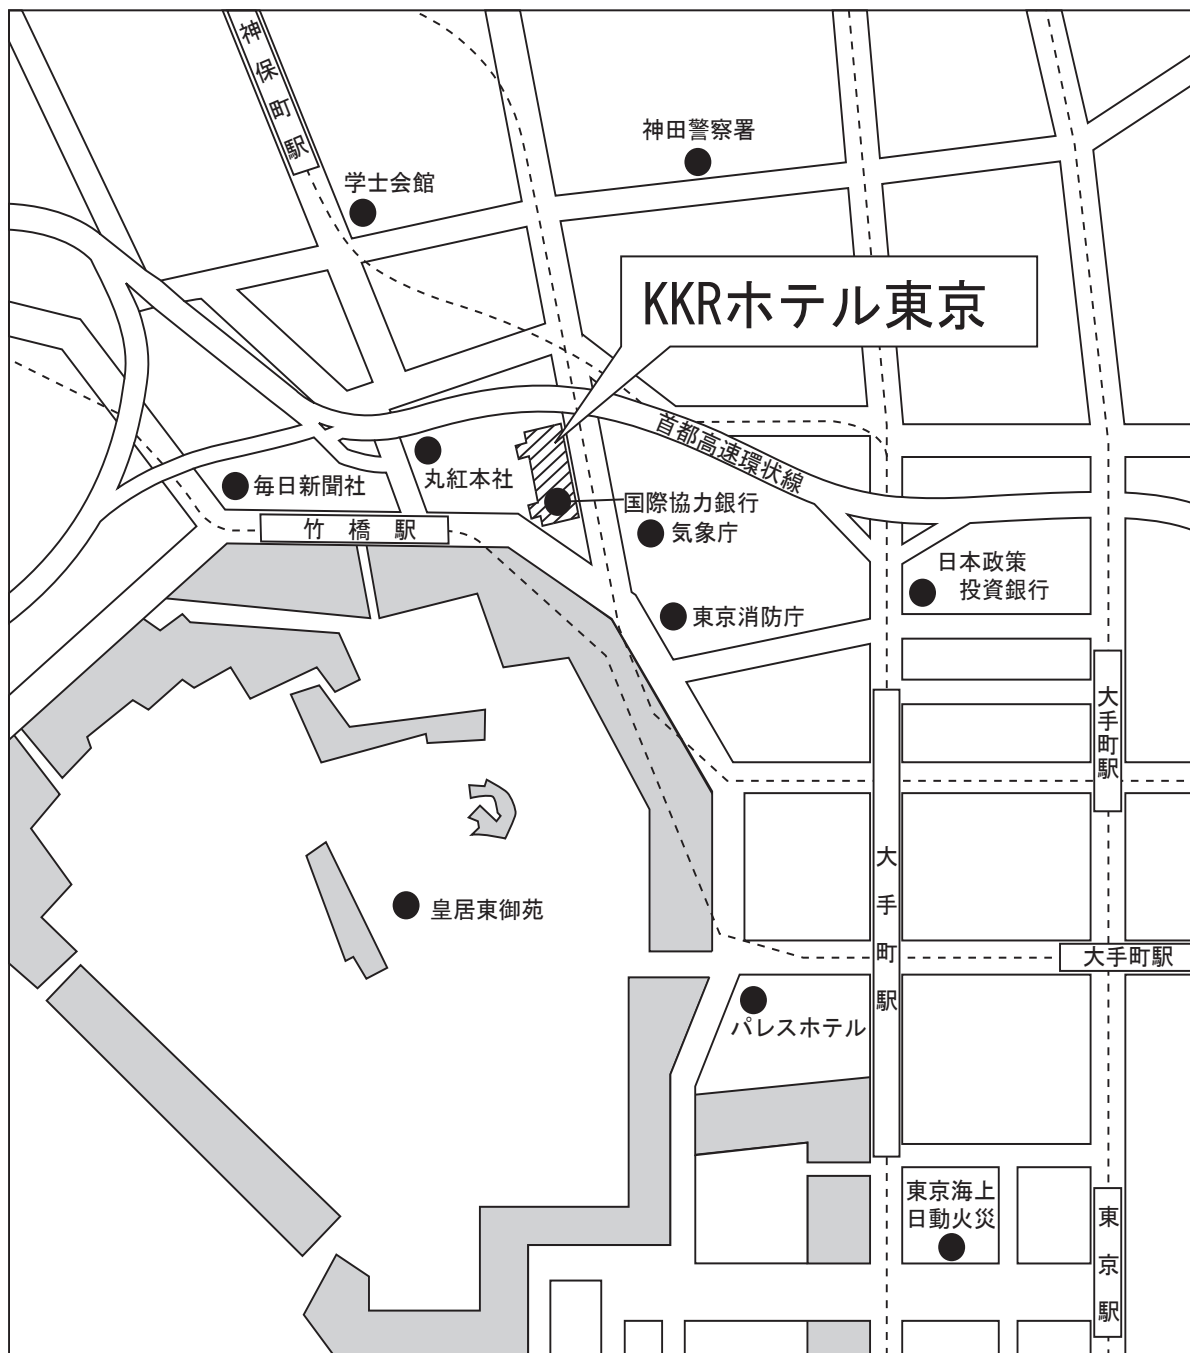 神保町駅
神田警察署
学士会館
KKRホテル東京
首都高速環状線
丸紅本社
毎日新聞社
国際協力銀行
竹橋駅
気象庁
日本政策
投資銀行
東京消防庁
大手町駅
大手町駅
皇居東御苑
大手町駅
パレスホテル
東京海上
日動火災
東京駅